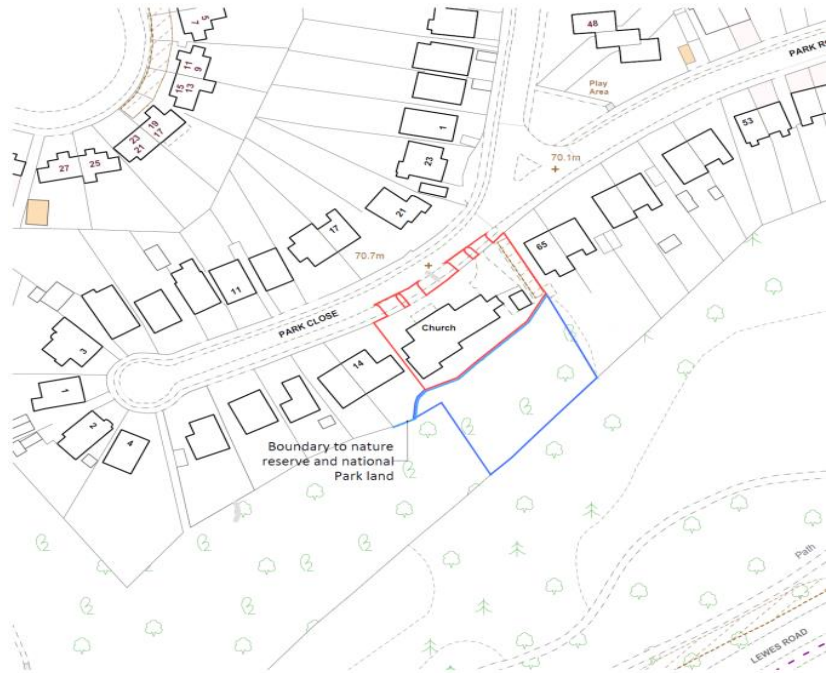 5
7
48
PARK R
11
9
15
13
Play
Area
1
53
19
17
23
21
27
25
23
70.1m
21
17
65
70.7m
11
PARK CLOSE
Church
3
14
1
2
4
Boundary to nature
reserve and national
Park land
Path
LEWES ROAD